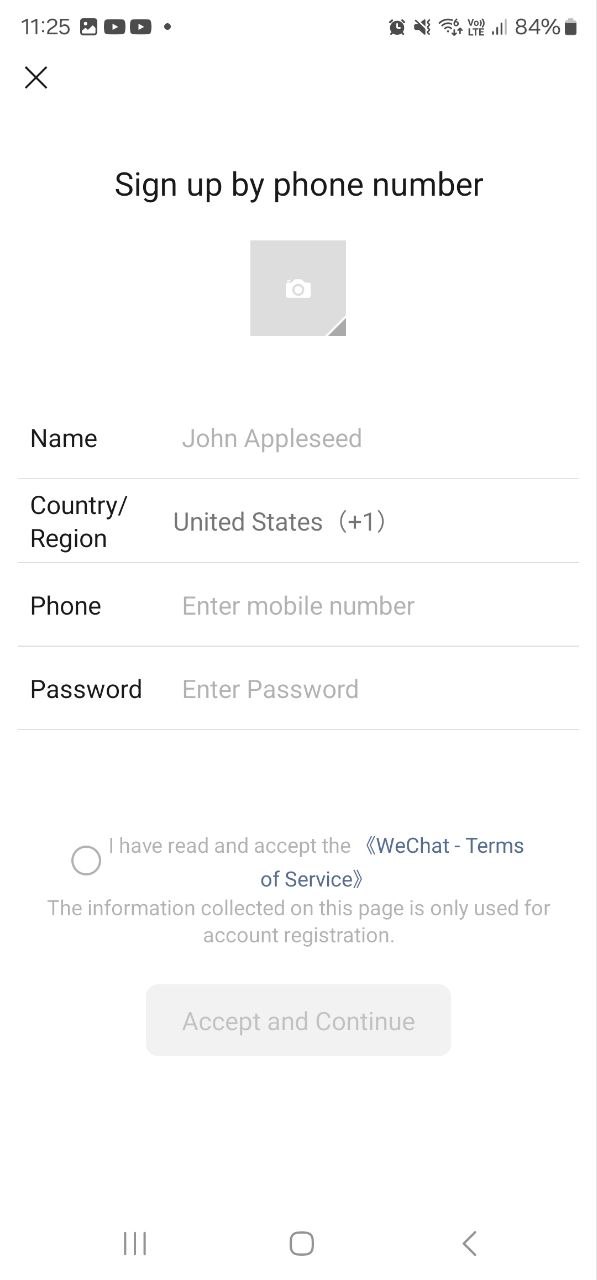 11:25
Vo))
LTE
84%
Sign up by phone number
Name John Appleseed
Country/
Region
United States（+1）
Phone Enter mobile number
Password Enter Password
I have read and accept the 《WeChat - Terms
of Service》
The information collected on this page is only used for
account registration.
Accept and Continue